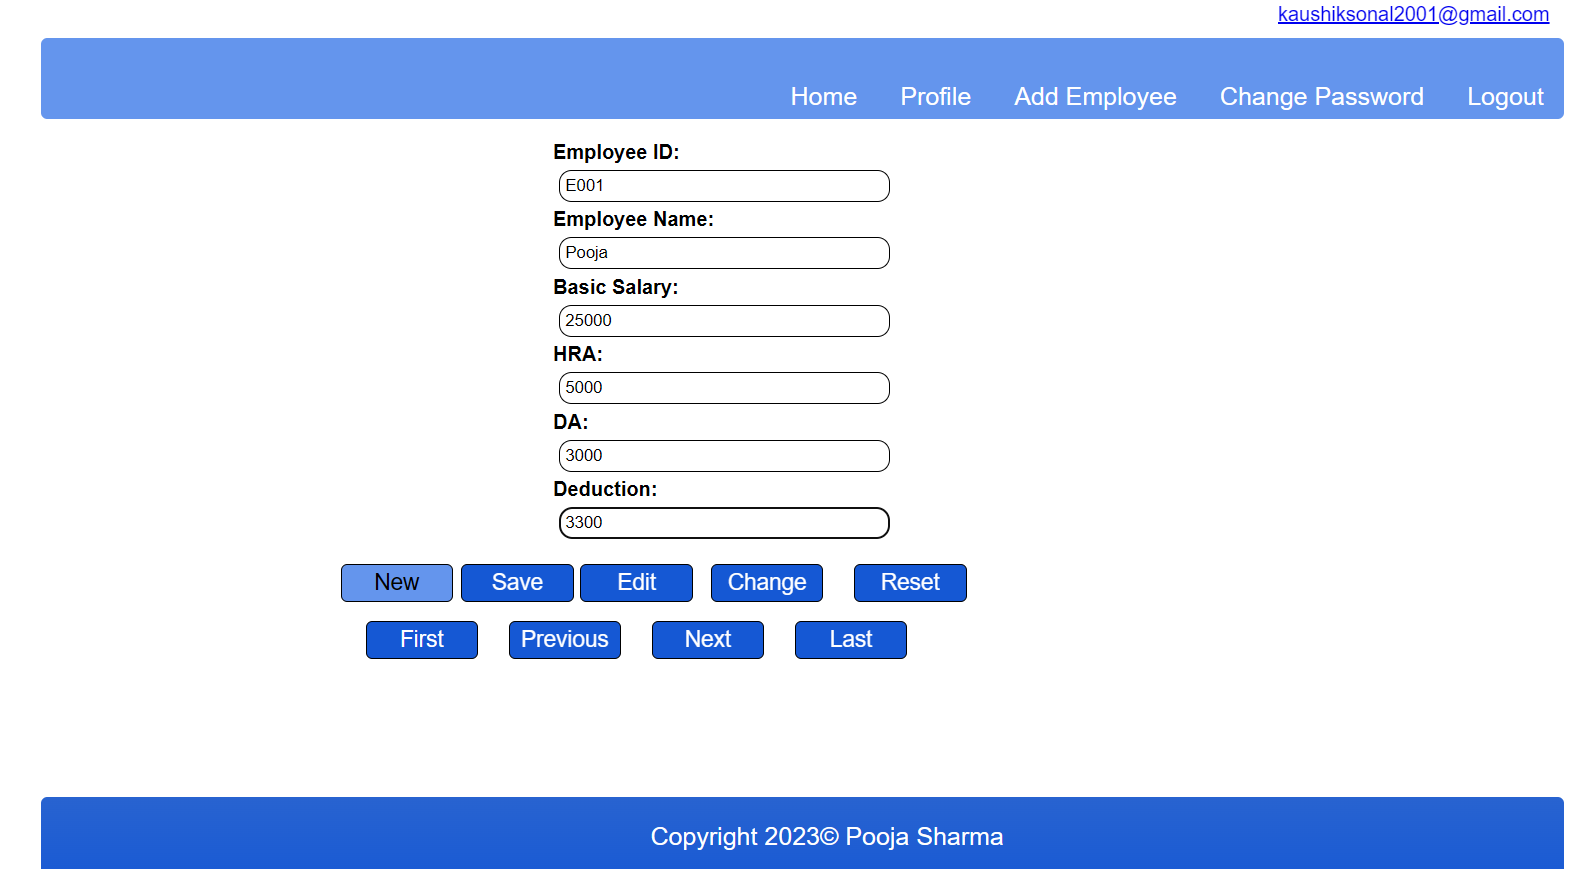 kaushiksonal2001@gmail.com
Home Profile Add Employee Change Password Logout
Employee ID:
E001
Employee Name:
Pooja
Basic Salary:
25000
HRA:
5000
DA:
3000
Deduction:
3300
New Save Edit Change Reset
First Previous Next Last
Copyright 2023© Pooja Sharma